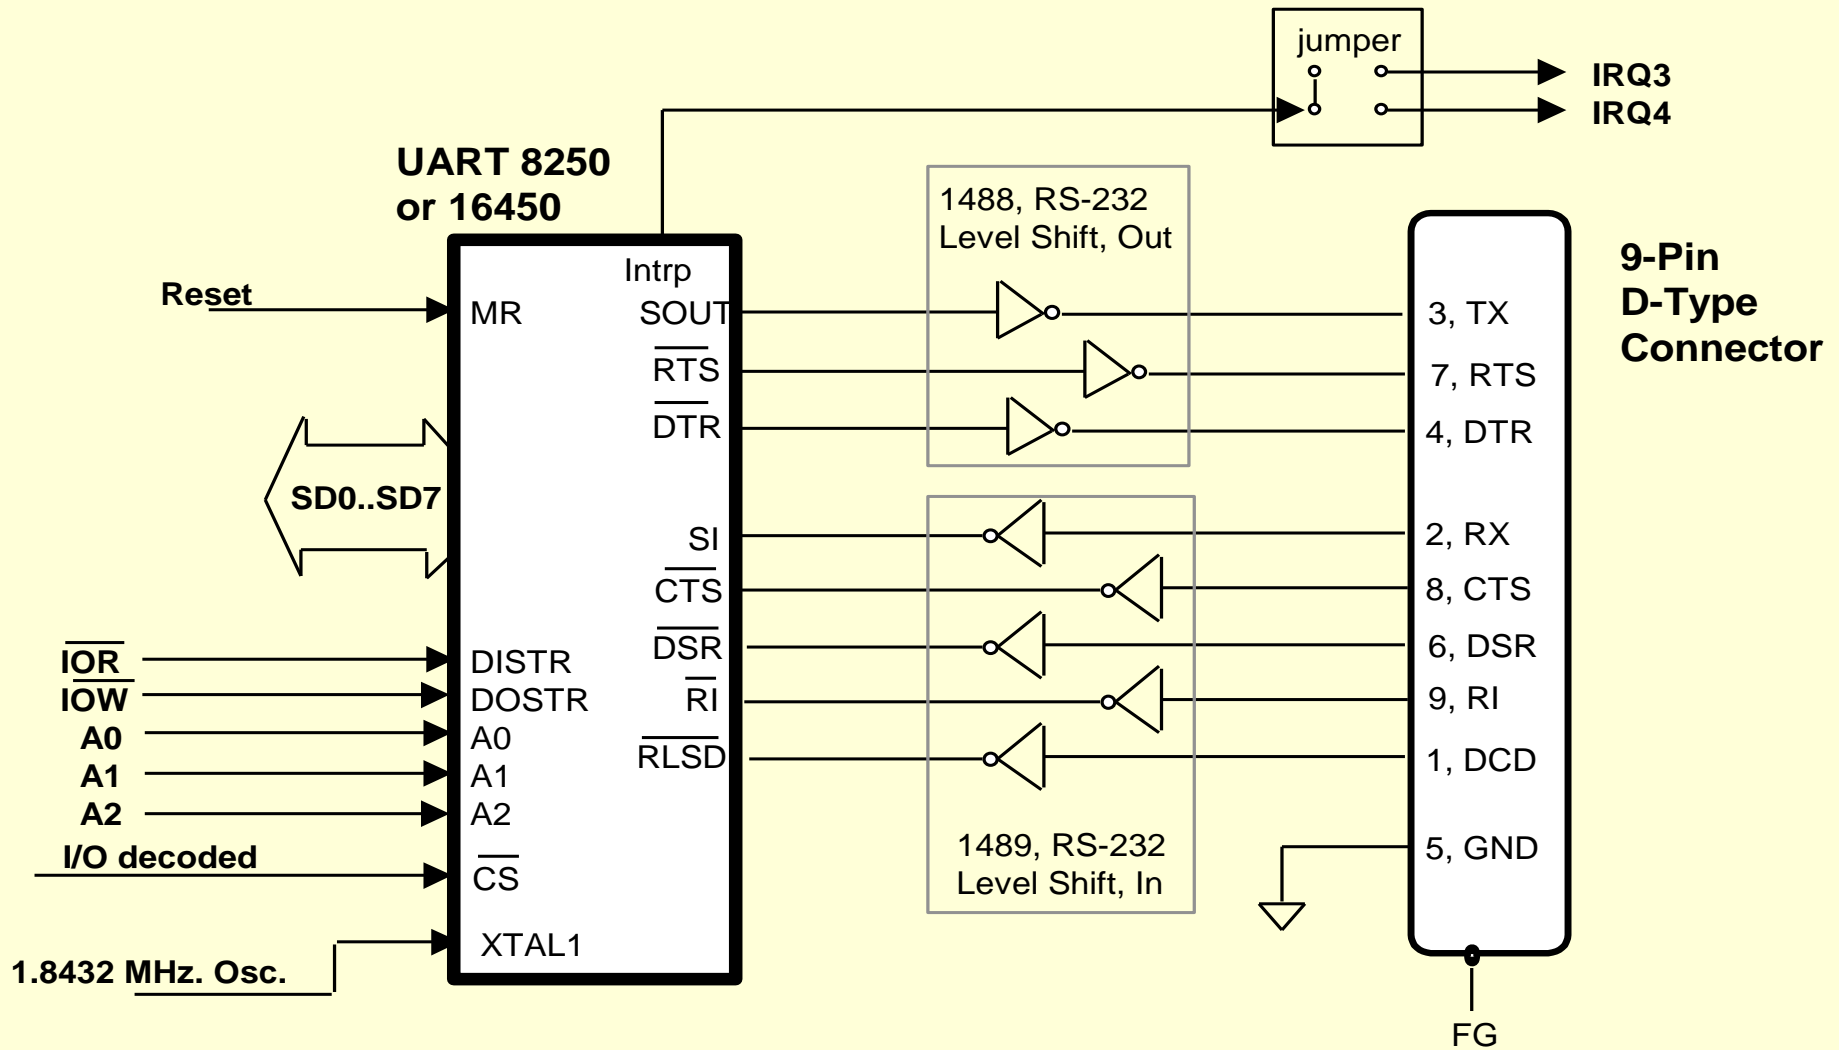 jumper
IRQ3
IRQ4
UART 8250
or 16450
1488, RS-232
Level Shift, Out
9-Pin
D-Type
Connector
Reset
MR
Intrp
SOUT
3, TX
RTS
7, RTS
DTR
4, DTR
SD0..SD7
SI
2, RX
CTS
8, CTS
IOR
DISTR
DSR
6, DSR
IOW
DOSTR
RI
9, RI
A0
A0
RLSD
1, DCD
A1
A1
A2
A2
I/O decoded
CS
1489, RS-232
Level Shift, In
5, GND
XTAL1
1.8432 MHz. Osc.
FG